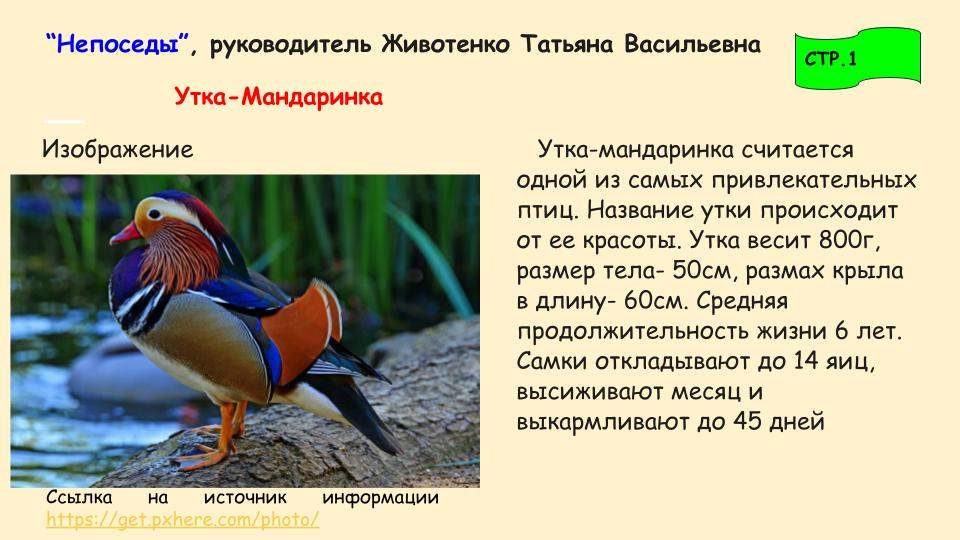 “Непоседы”, руководитель Животенко Татьяна Васильевна
СТР.1
Утка-Мандаринка
Изображение
Утка-мандаринка считается
одной из самых привлекательных
птиц. Название утки происходит
от ее красоты. Утка весит 800г,
размер тела- 50см, размах крыла
в длину- 60см. Средняя
продолжительность жизни 6 лет.
Самки откладывают до 14 яиц,
высиживают месяц и
выкармливают до 45 дней
Ссылка на источник информации
https://get.pxhere.com/photo/